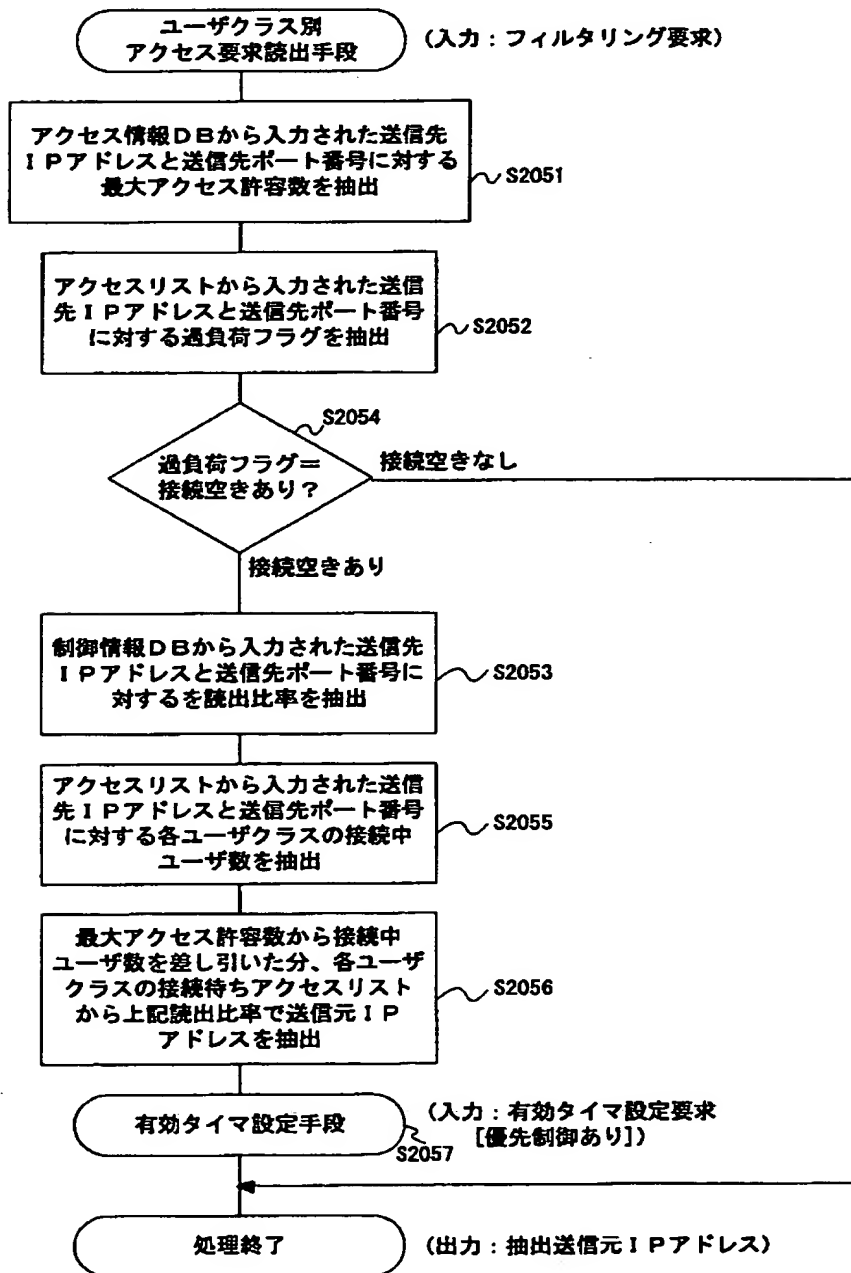 ユーザクラス別
アクセス要求読出手段
(入力：フィルタリング要求)
アクセス情報ＤＢから入力された送信先
ＩＰアドレスと送信先ポート番号に対する
最大アクセス許容数を抽出
S2051
アクセスリストから入力された送信
先ＩＰアドレスと送信先ポート番号
に対する過負荷フラグを抽出
S2052
S2054
過負荷フラグ＝
接続空きあり？
接続空きなし
接続空きあり
制御情報ＤＢから入力された送信先
ＩＰアドレスと送信先ポート番号に
対するを読出比率を抽出
S2053
アクセスリストから入力された送信
先ＩＰアドレスと送信先ポート番号
に対する各ユーザクラスの接続中
ユーザ数を抽出
S2055
最大アクセス許容数から接続中
ユーザ数を差し引いた分、各ユーザ
クラスの接続待ちアクセスリスト
から上記読出比率で送信元ＩＰ
アドレスを抽出
S2056
有効タイマ設定手段
(入力：有効タイマ設定要求
[優先制御あり])
S2057
処理終了
(出力：抽出送信元ＩＰアドレス)